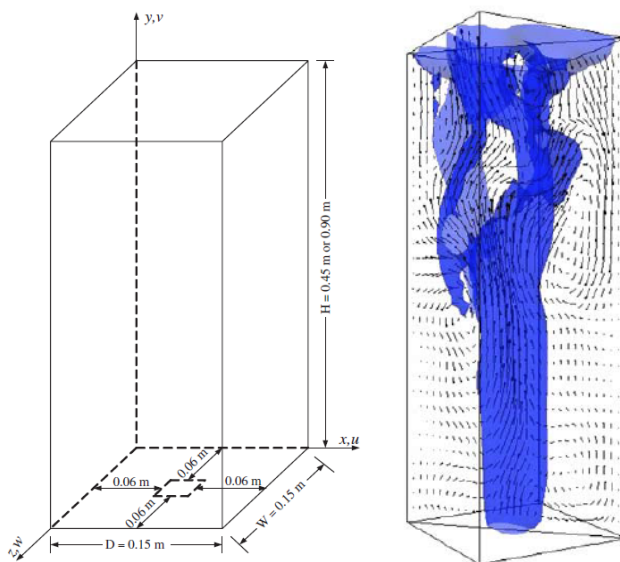 y,v
H = 0.45 m or 0.90 m
x,u
0.06 m
0.06 m
0.06 m
0.06 m
W = 0.15 m
z,w
D = 0.15 m